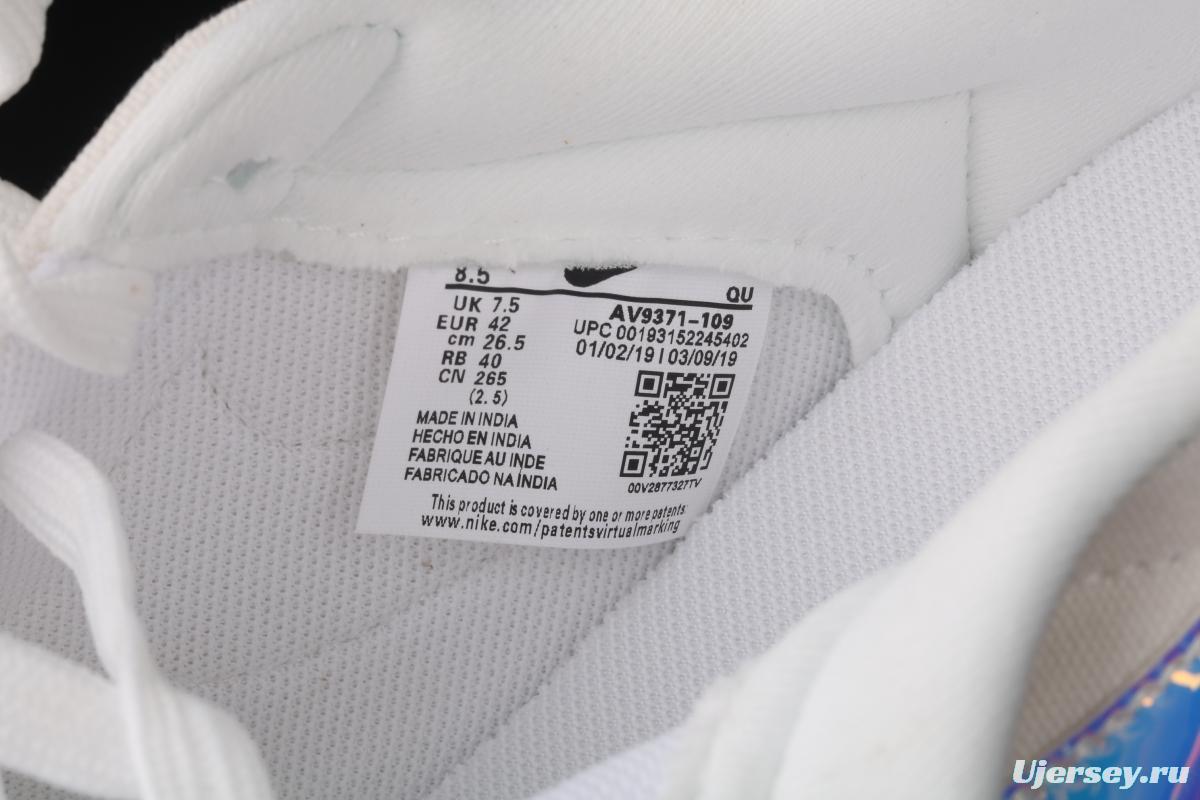 8.5
QU
UK 7.5
EUR 42
cm 26.5
RB 40
CN 265
(2.5)
AV9371-109
UPC 00193152245402
01/02/19 I 03/09/19
MADE IN INDIA
HECHO EN INDIA
FABRIQUE AU INDE
FABRICADO NA ÍNDIA
00V2877327TV
This product is covered by one or more patents:
www.nike.com/patentsvirtualmarking
Ujersey.ru